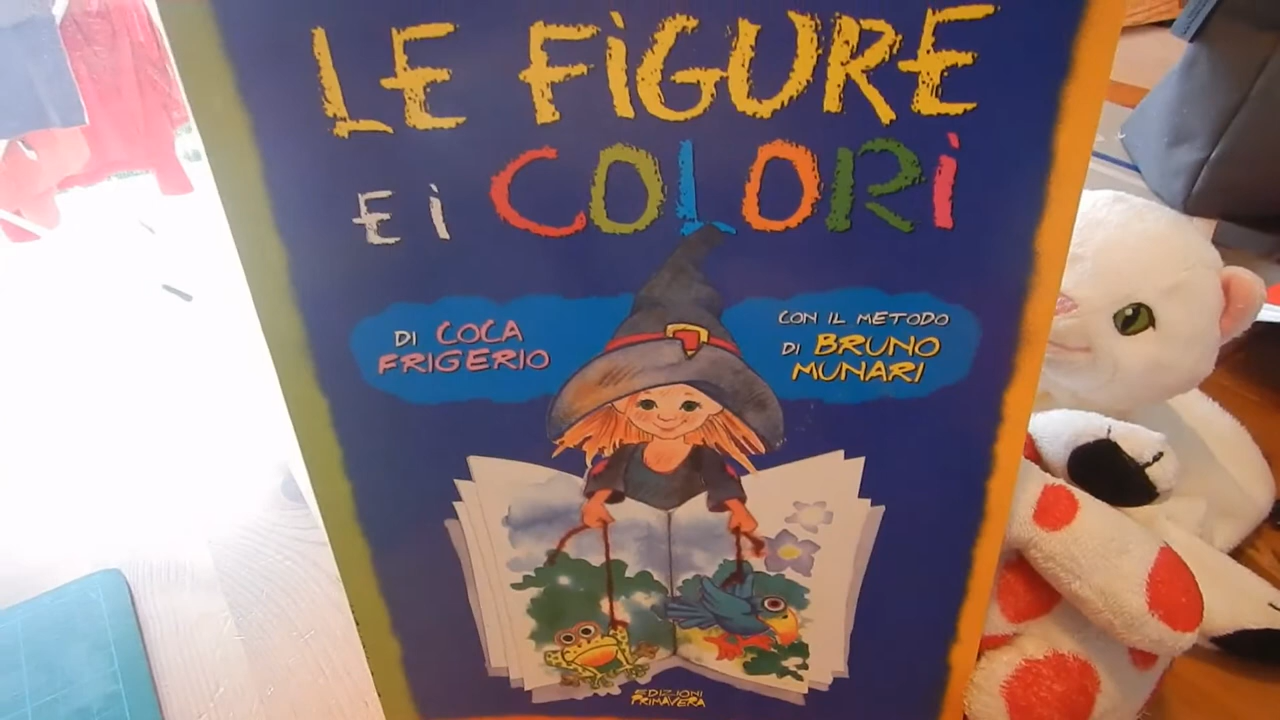 LE FiGURE
E i COLORi
DI COCA
FRIGERIO
CON IL METODO
DI BRUNO
MUNARI
EDIZIONI
PRIMAVERA